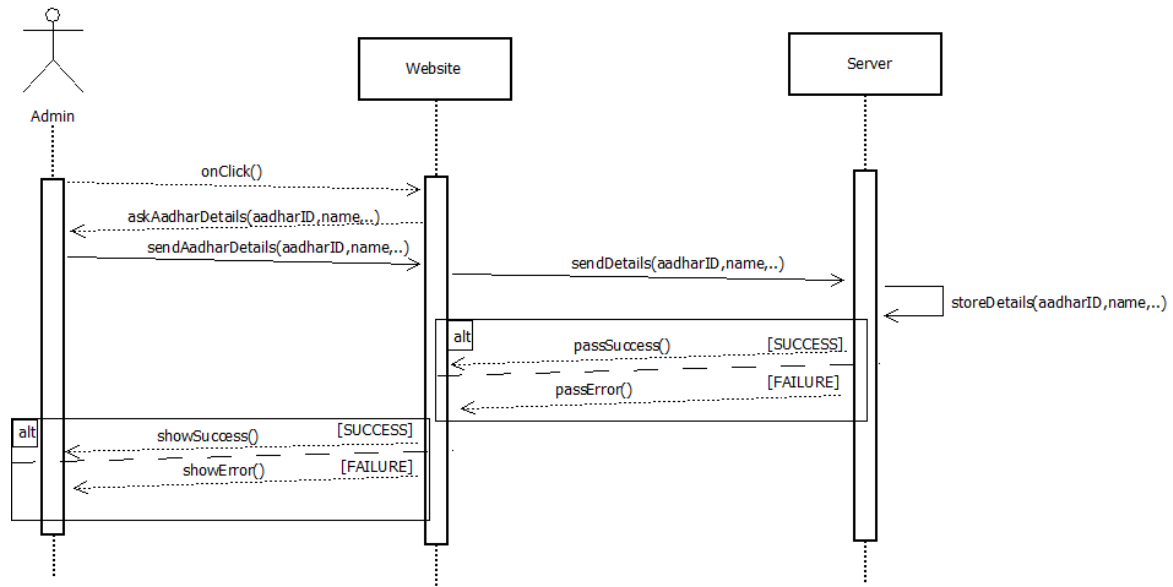 Website
Server
Admin
onClick()
askAadharDetails(aadharID,name,..)
sendAadharDetails(aadharID,name,..)
sendDetails(aadharID,name,..)
storeDetails(aadharID,name,..)
alt
passSuccess()
[SUCCESS]
passError()
[FAILURE]
alt
showSuccess()
[SUCCESS]
showError()
[FAILURE]